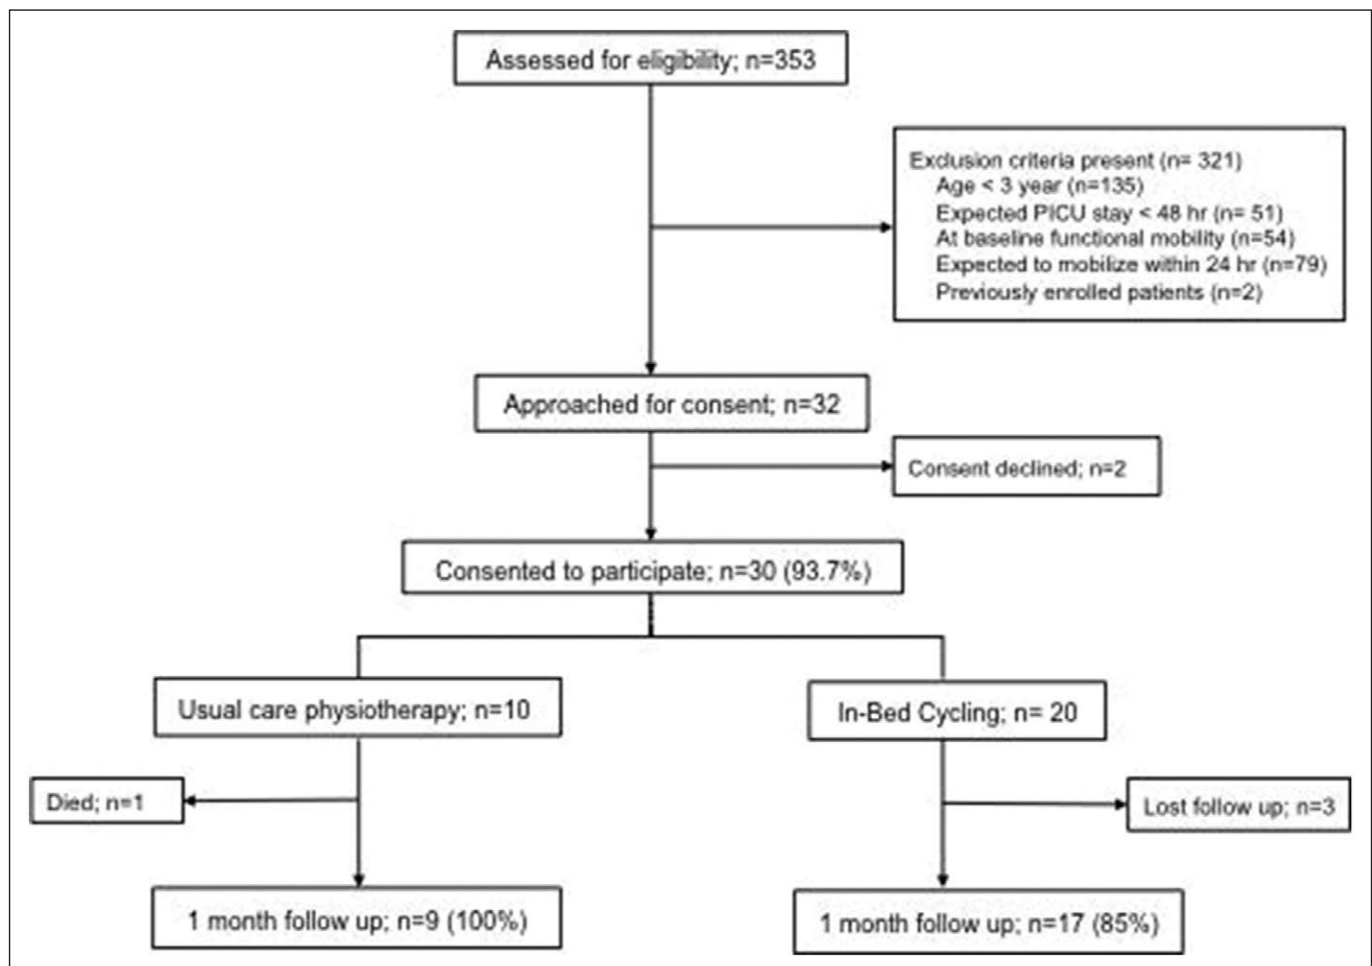 Assessed for eligibility; n=353
Exclusion criteria present (n= 321)
Age < 3 year (n=135)
Expected PICU stay < 48 hr (n= 51)
At baseline functional mobility (n=54)
Expected to mobilize within 24 hr (n=79)
Previously enrolled patients (n=2)
Approached for consent; n=32
Consent declined; n=2
Consented to participate; n=30 (93.7%)
Usual care physiotherapy; n=10
In-Bed Cycling; n= 20
Died; n=1
Lost follow up; n=3
1 month follow up; n=9 (100%)
1 month follow up; n=17 (85%)